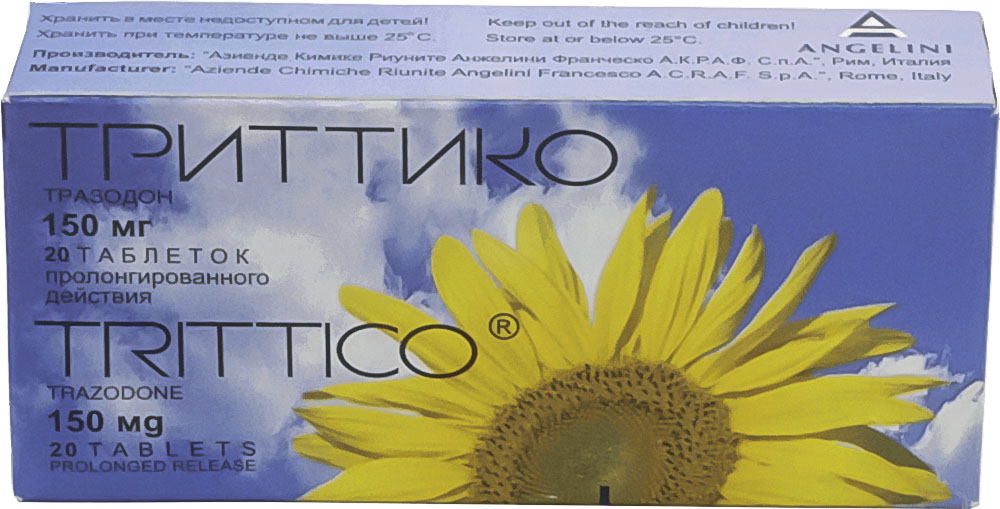 Хранить в месте недоступном для детей!
Хранить при температуре не выше 25°С.
Keep out of the reach of children!
Store at or below 25°C.
ANGELINI
Производитель: "Азиенде Кимике Риуните Анжелини Франческо А.К.Р.А.Ф. С.п.А.", Рим, Италия
Manufacturer: "Aziende Chimiche Riunite Angelini Francesco A.C.R.A.F. S.p.A.", Rome, Italy
ТРИТТИКО
ТРАЗОДОН
150 мг
20 ТАБЛЕТОК
пролонгированного
действия
TRITTICO®
TRAZODONE
150 мg
20 TABLETS
PROLONGED RELEASE